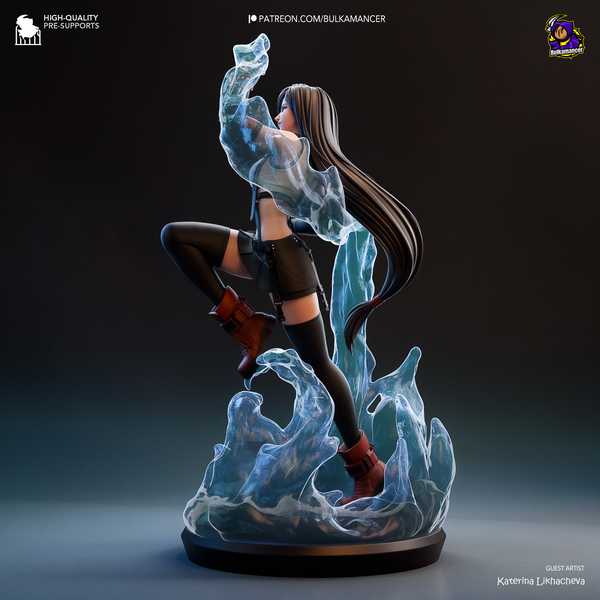 HIGH-QUALITY
PRE-SUPPORTS
PATREON.COM/BULKAMANCER
Bulkamancer
GUEST ARTIST
Katerina Likhacheva